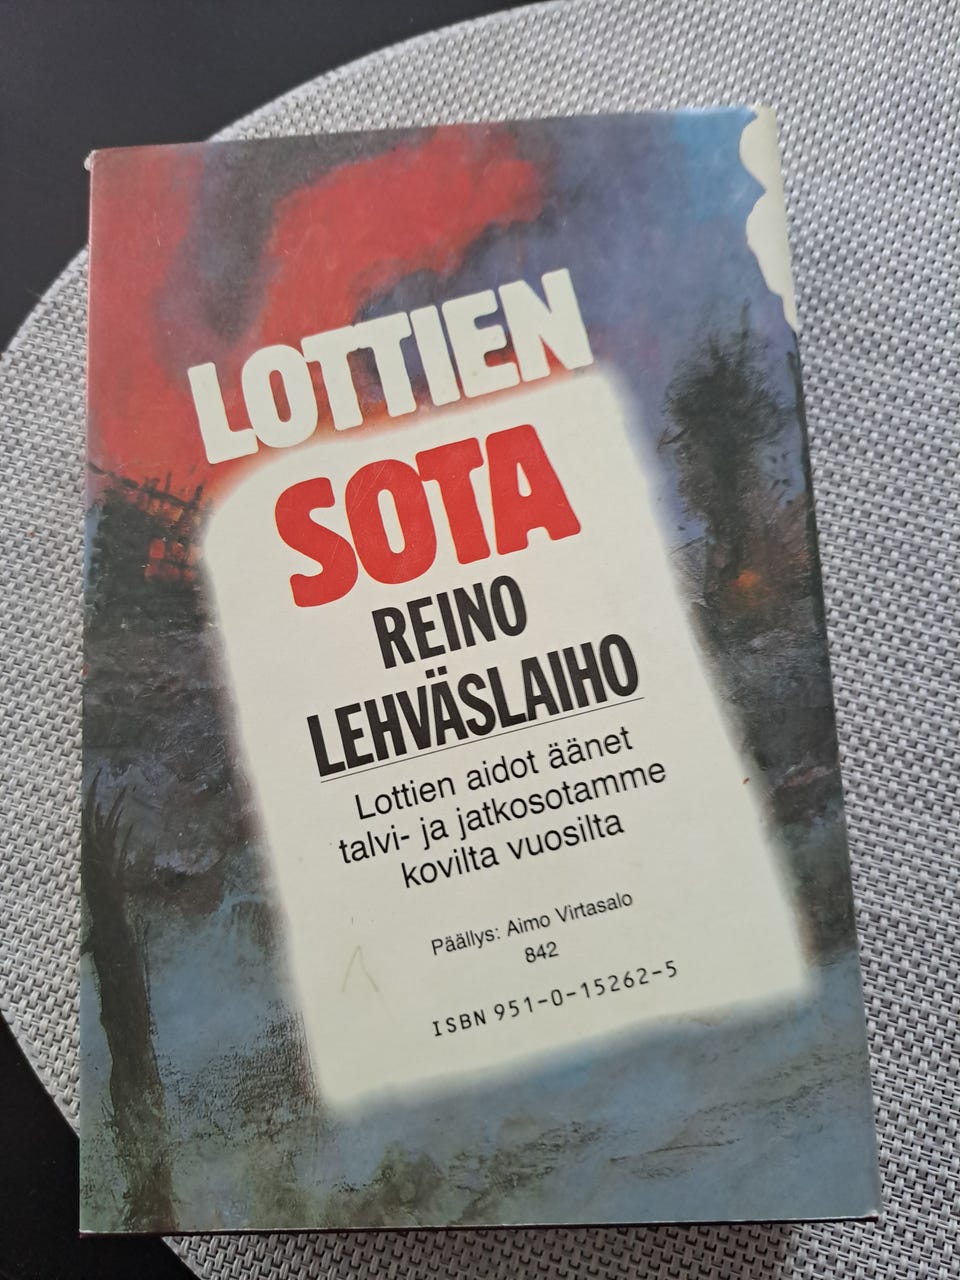 LOTTIEN
SOTA
REINO
LEHVÄSLAIHO
Lottien aidot äänet
talvi- ja jatkosotamme
kovilta vuosilta
Päällys: Aimo Virtasalo
842
ISBN 951-0-15262-5